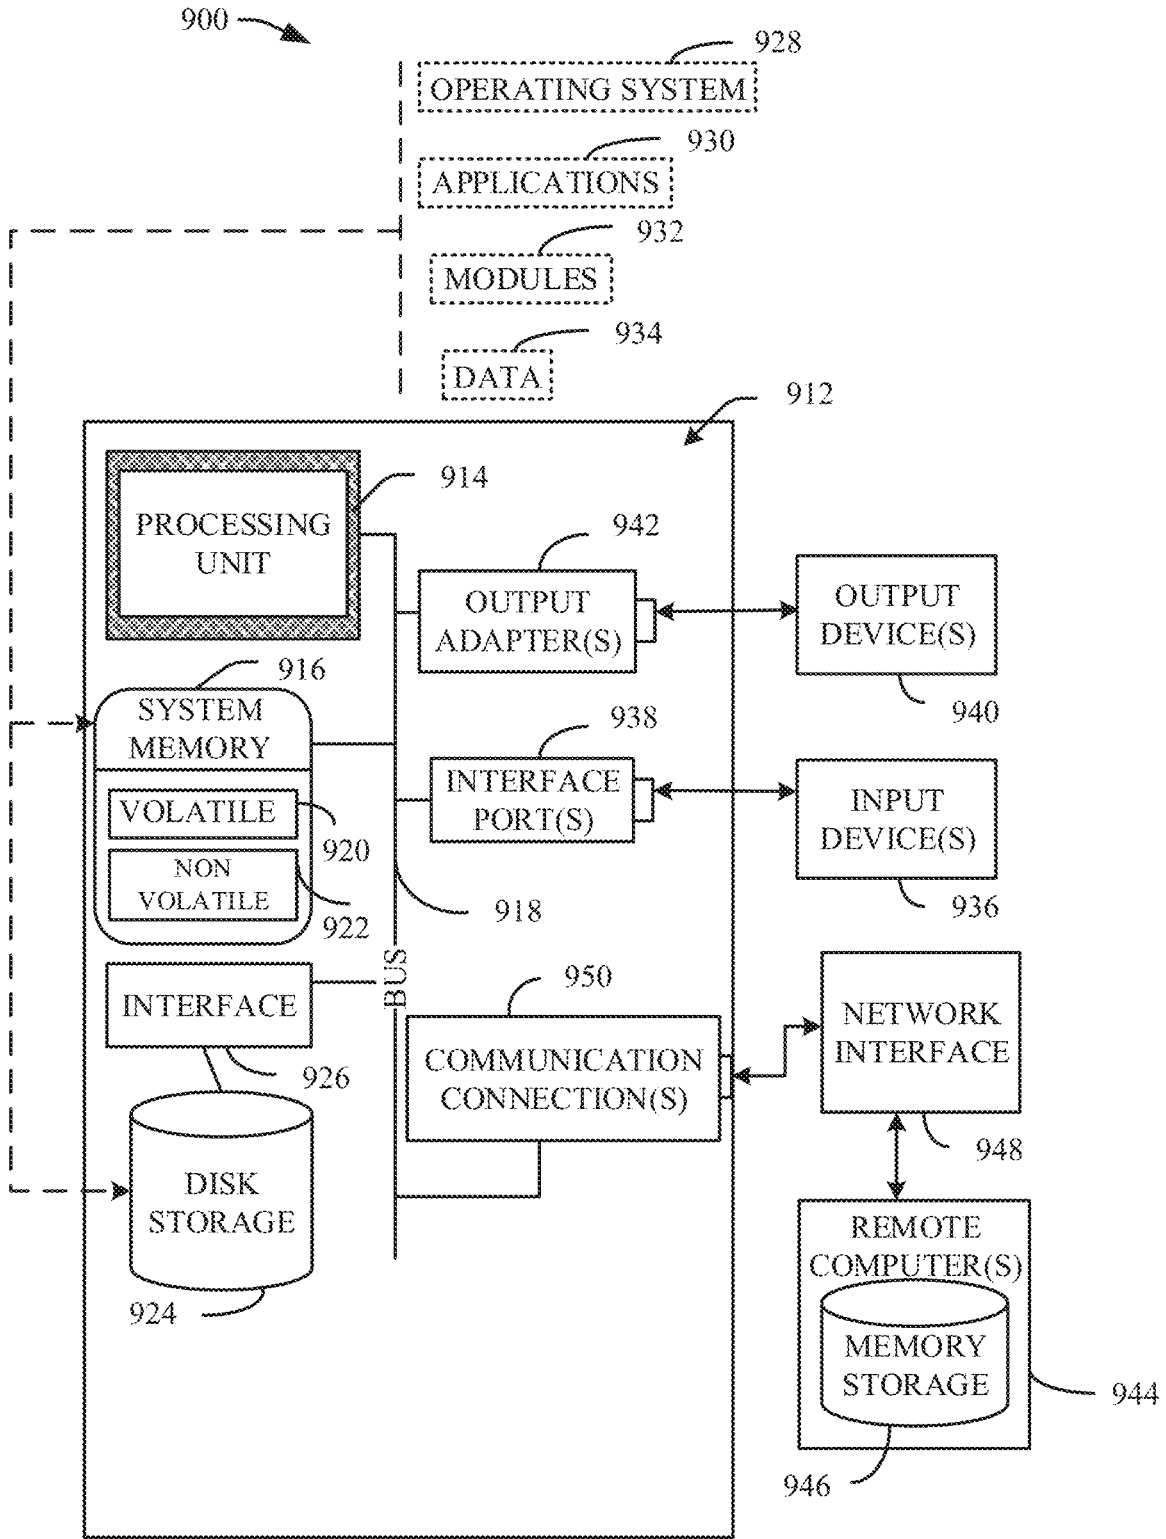 900
928
OPERATING SYSTEM
930
APPLICATIONS
932
MODULES
934
DATA
912
914
PROCESSING
UNIT
942
OUTPUT
ADAPTER(S)
OUTPUT
DEVICE(S)
940
916
SYSTEM
MEMORY
VOLATILE
920
NON
VOLATILE
922
938
INTERFACE
PORT(S)
INPUT
DEVICE(S)
936
918
BUS
INTERFACE
926
950
COMMUNICATION
CONNECTION(S)
NETWORK
INTERFACE
948
DISK
STORAGE
924
REMOTE
COMPUTER(S)
MEMORY
STORAGE
944
946